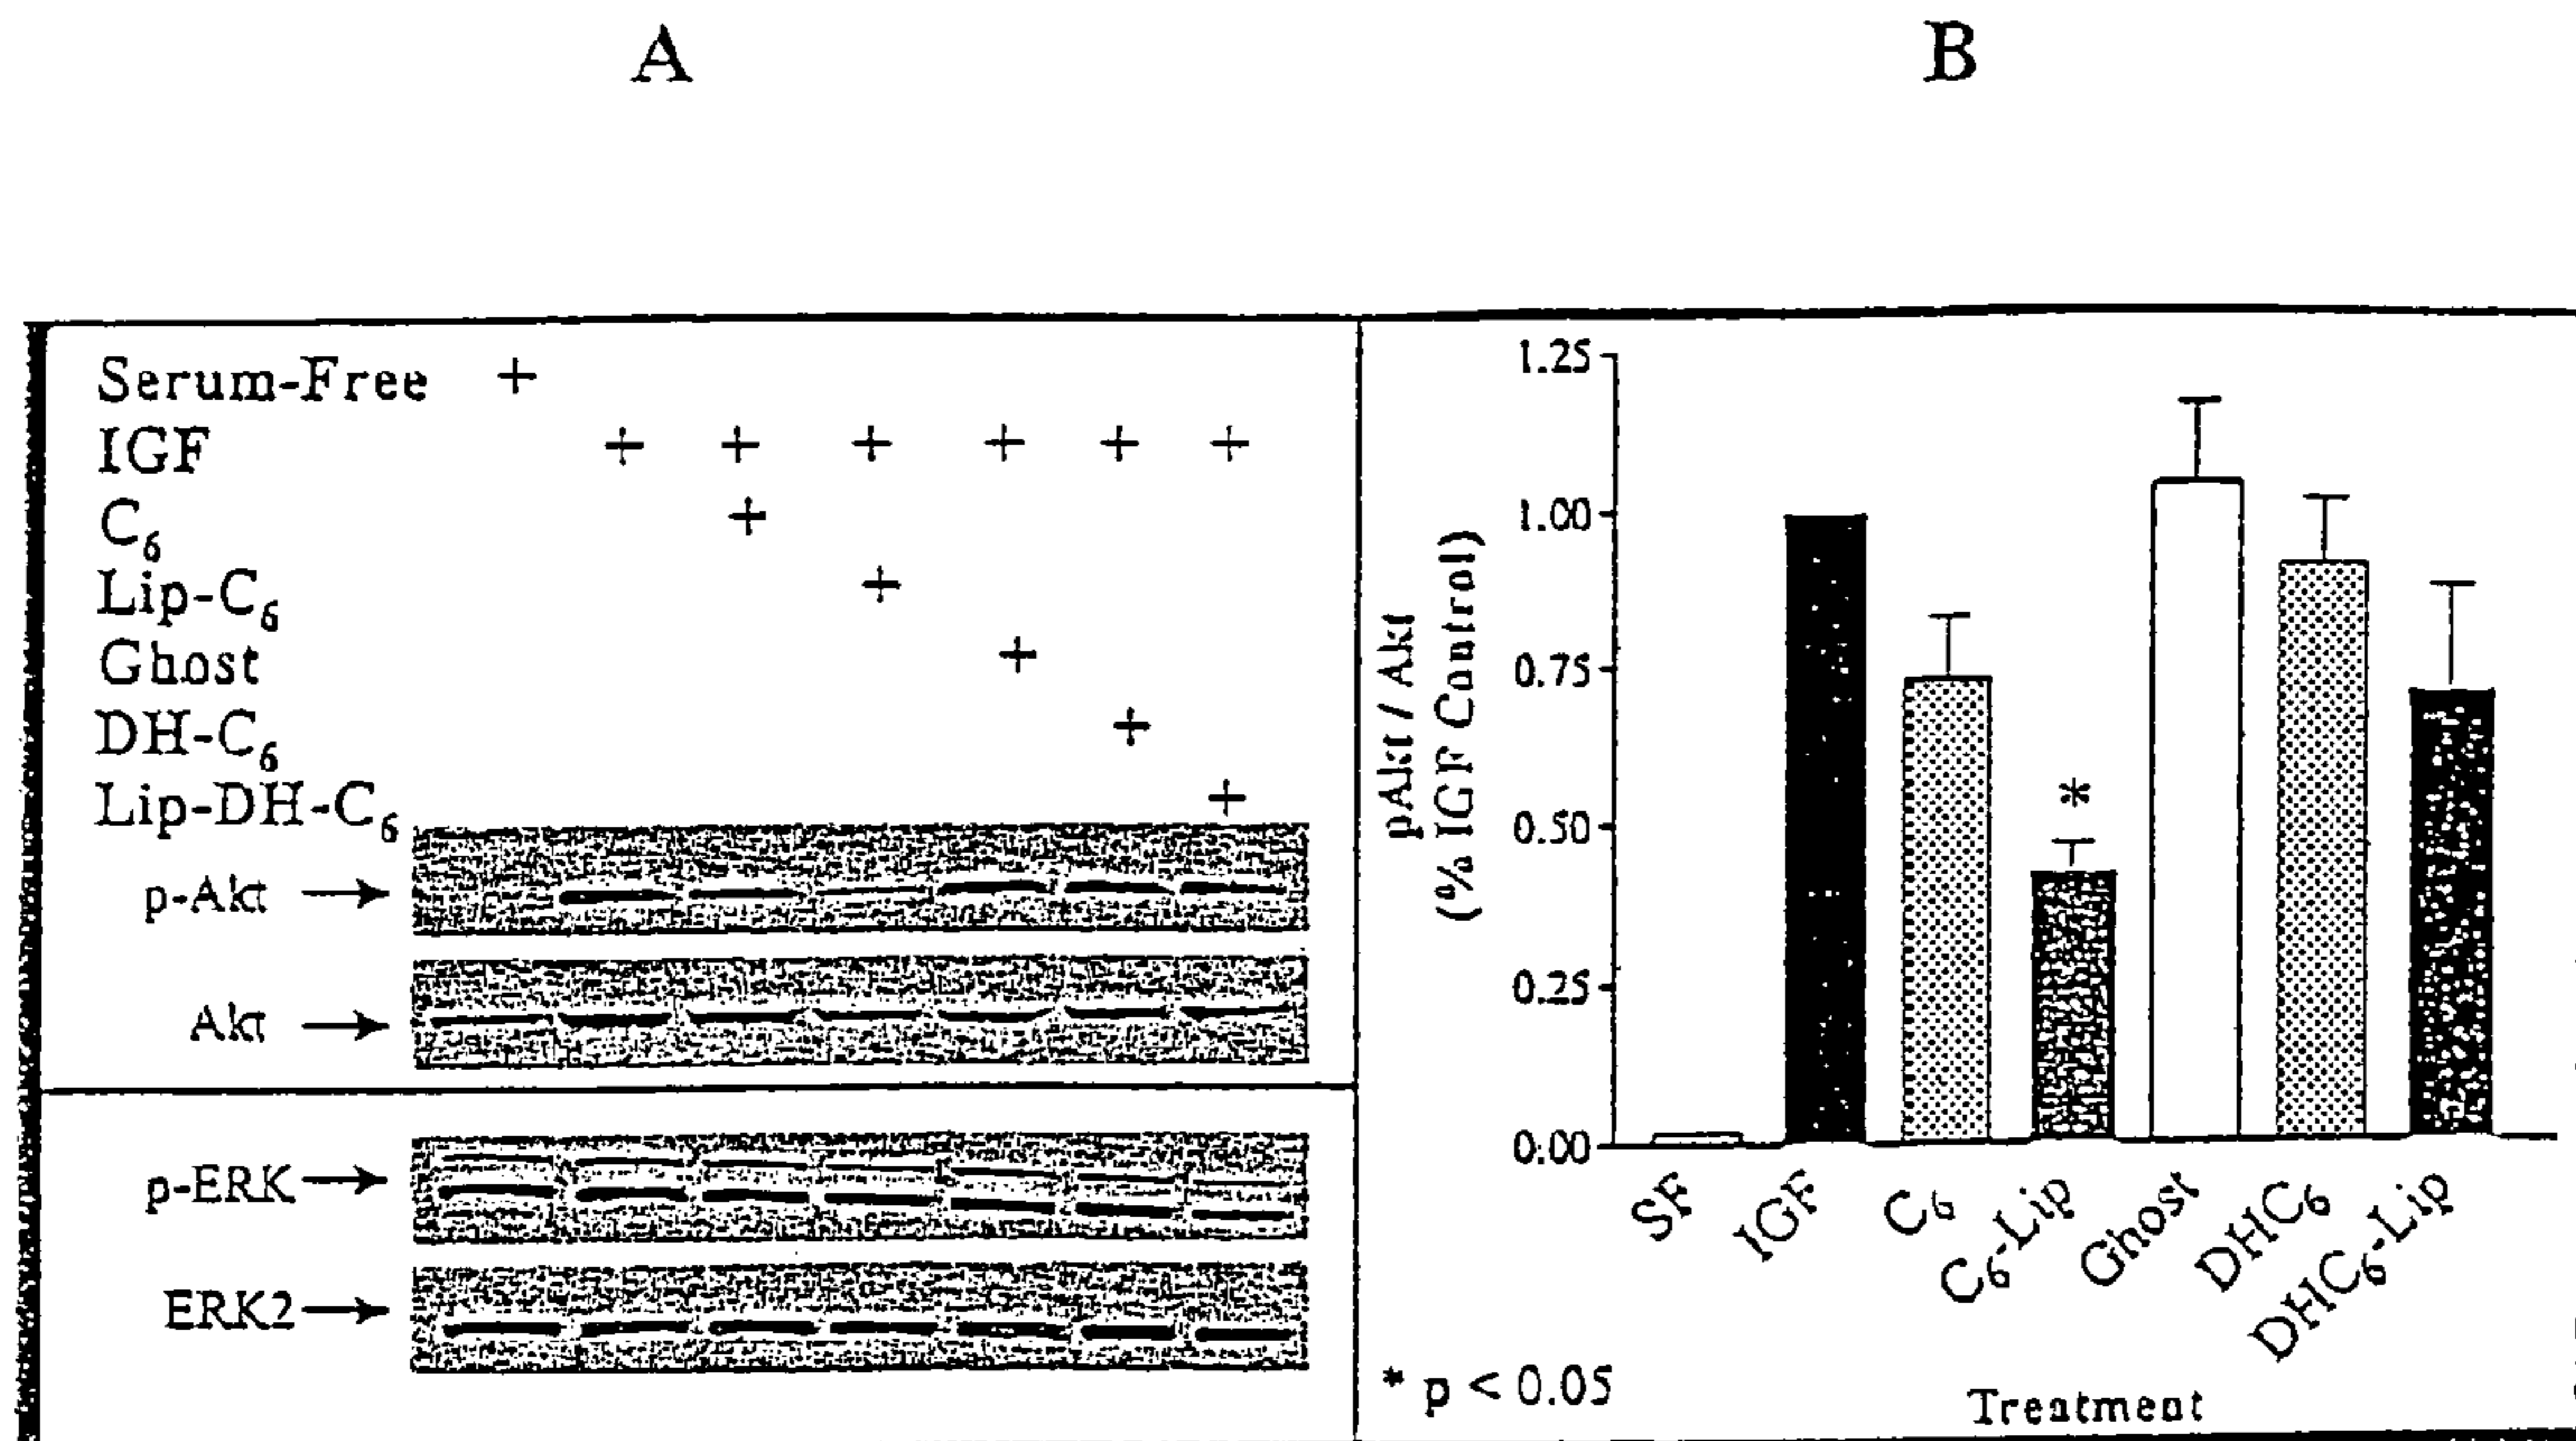 A
B
Serum-Free +
IGF + + + + + +
C₆ +
Lip-C₆ +
Ghost +
DH-C₆ +
Lip-DH-C₆ +
p-Akt
Akt
p-ERK
ERK2
pAkt / Akt
(% IGF Control)
1.25
1.00
0.75
0.50
0.25
0.00
*
SF
IGF
C₆
C₆-Lip
Ghost
DHC₆
DHC₆-Lip
* p < 0.05
Treatment